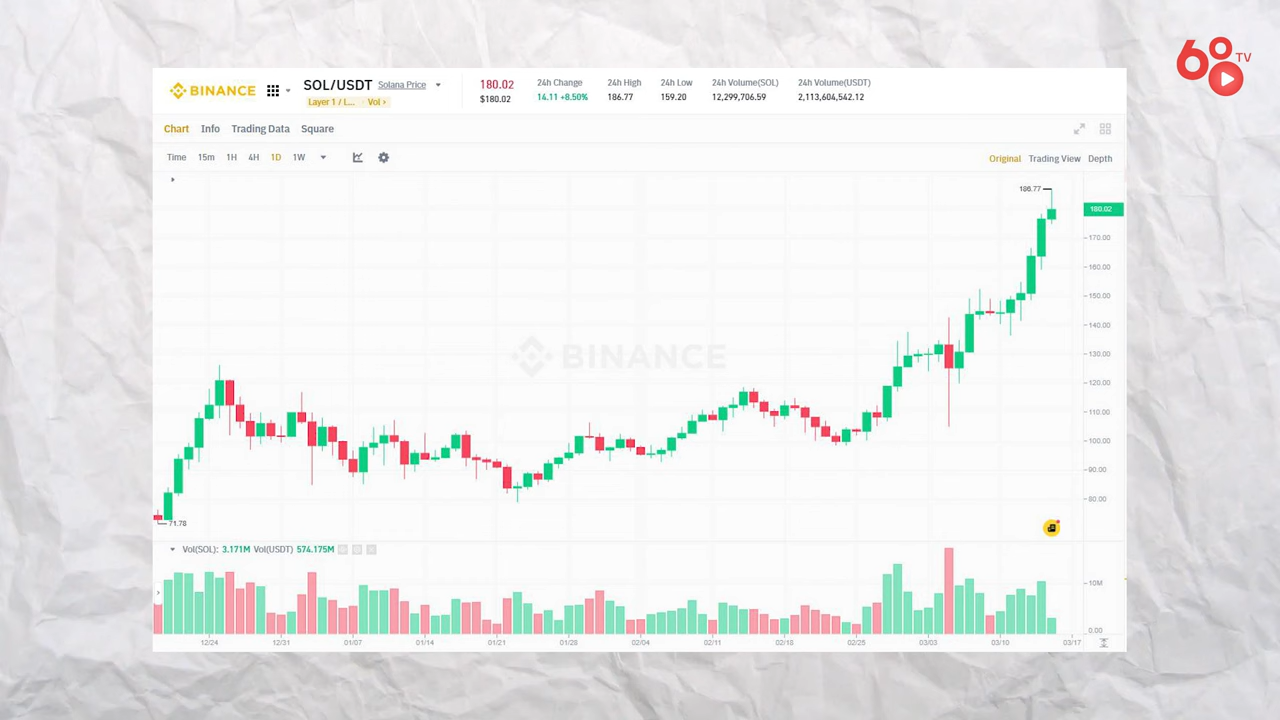 68 TV
BINANCE
SOL/USDT Solana Price
Layer 1 / L... Vol
180.02
$180.02
24h Change
14.11 +8.50%
24h High
186.77
24h Low
159.20
24h Volume(SOL)
12,299,706.59
24h Volume(USDT)
2,113,604,542.12
Chart Info Trading Data Square
Time 15m 1H 4H 1D 1W
Original Trading View Depth
186.77
180.02
170.00
160.00
150.00
140.00
130.00
120.00
110.00
100.00
90.00
80.00
BINANCE
71.78
Vol(SOL): 3.171M Vol(USDT) 574.175M
10M
0.00
12/24 12/31 01/07 01/14 01/21 01/28 02/04 02/11 02/18 02/25 03/03 03/10 03/17